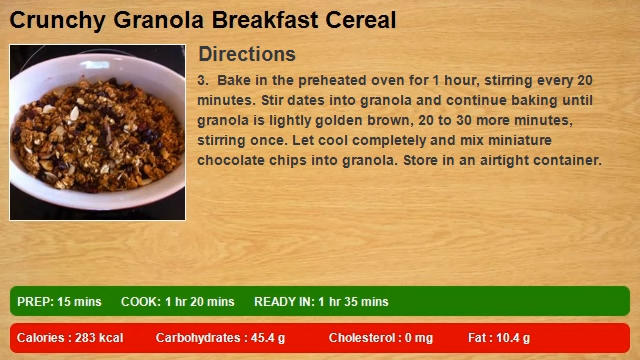 Crunchy Granola Breakfast Cereal
Directions
3. Bake in the preheated oven for 1 hour, stirring every 20
minutes. Stir dates into granola and continue baking until
granola is lightly golden brown, 20 to 30 more minutes,
stirring once. Let cool completely and mix miniature
chocolate chips into granola. Store in an airtight container.
PREP: 15 mins COOK: 1 hr 20 mins READY IN: 1 hr 35 mins
Calories : 283 kcal Carbohydrates : 45.4 g Cholesterol : 0 mg Fat : 10.4 g